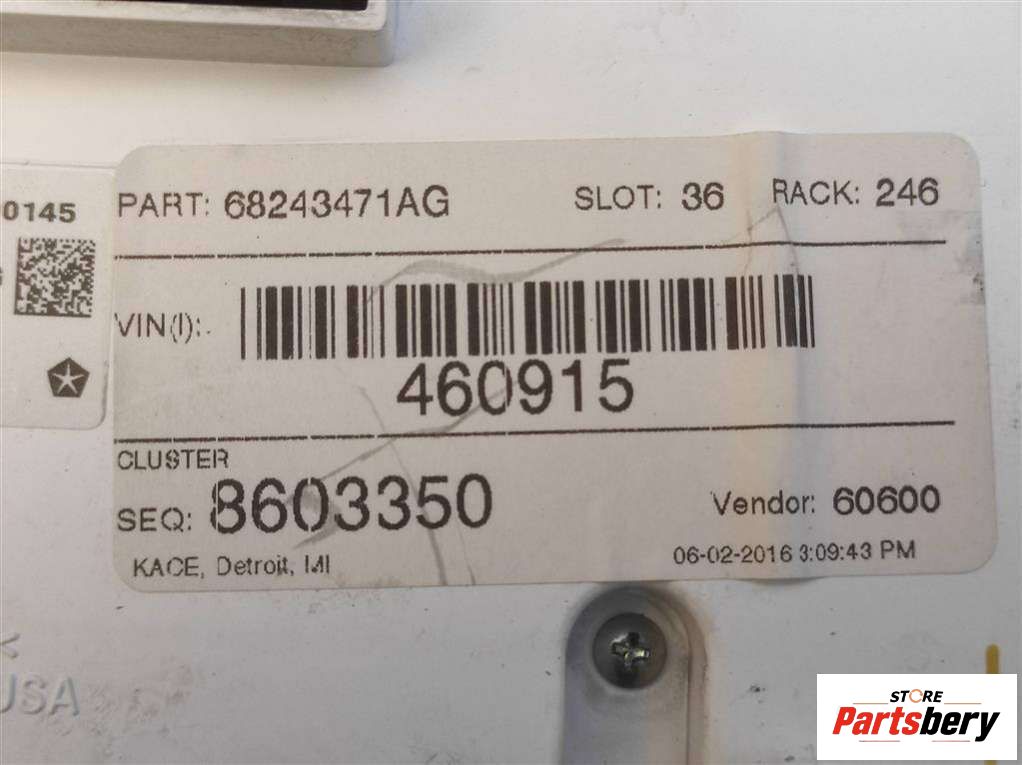 0145
PART: 68243471AG SLOT: 36 RACK: 246
VIN(I):
460915
CLUSTER
SEQ: 8603350 Vendor: 60600
KACE, Detroit, MI 06-02-2016 3:09:43 PM
USA
STORE
Partsbery